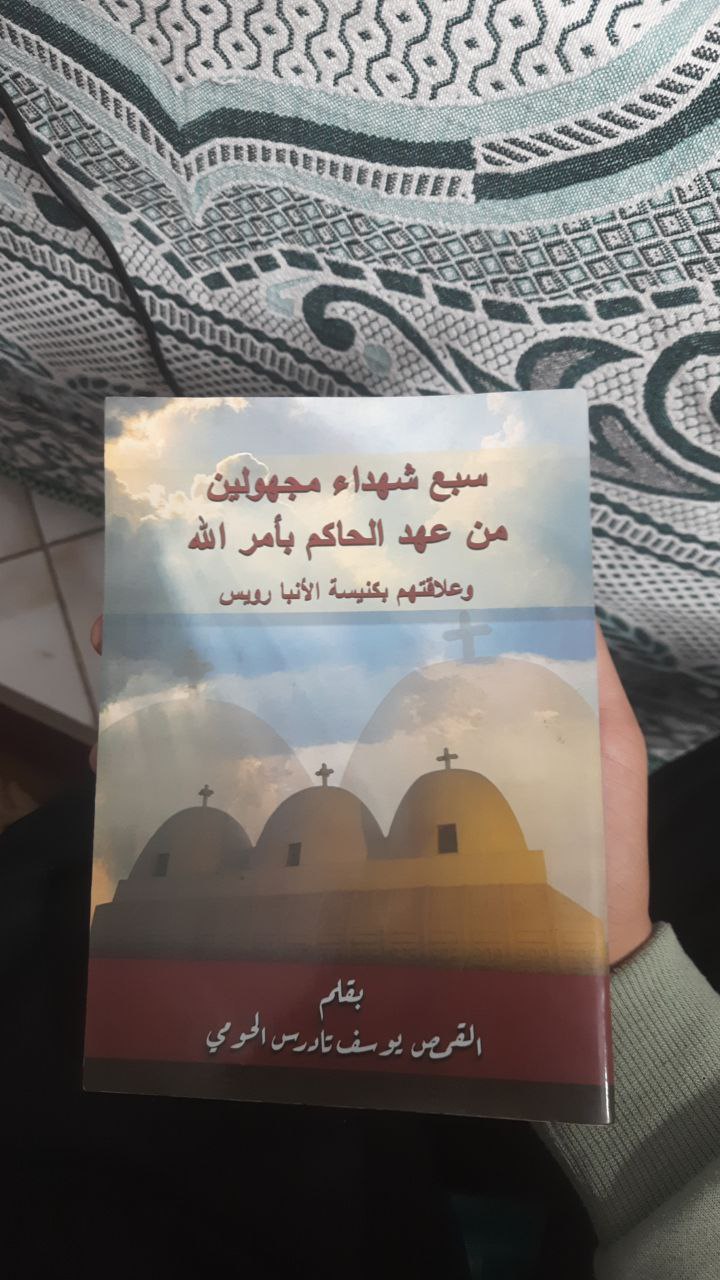 سبع شهداء مجهولين
من عهد الحاكم بأمر الله
وعلاقتهم بكنيسة الأنبا رويس
بقلم
القمص يوسف تادرس الحومي